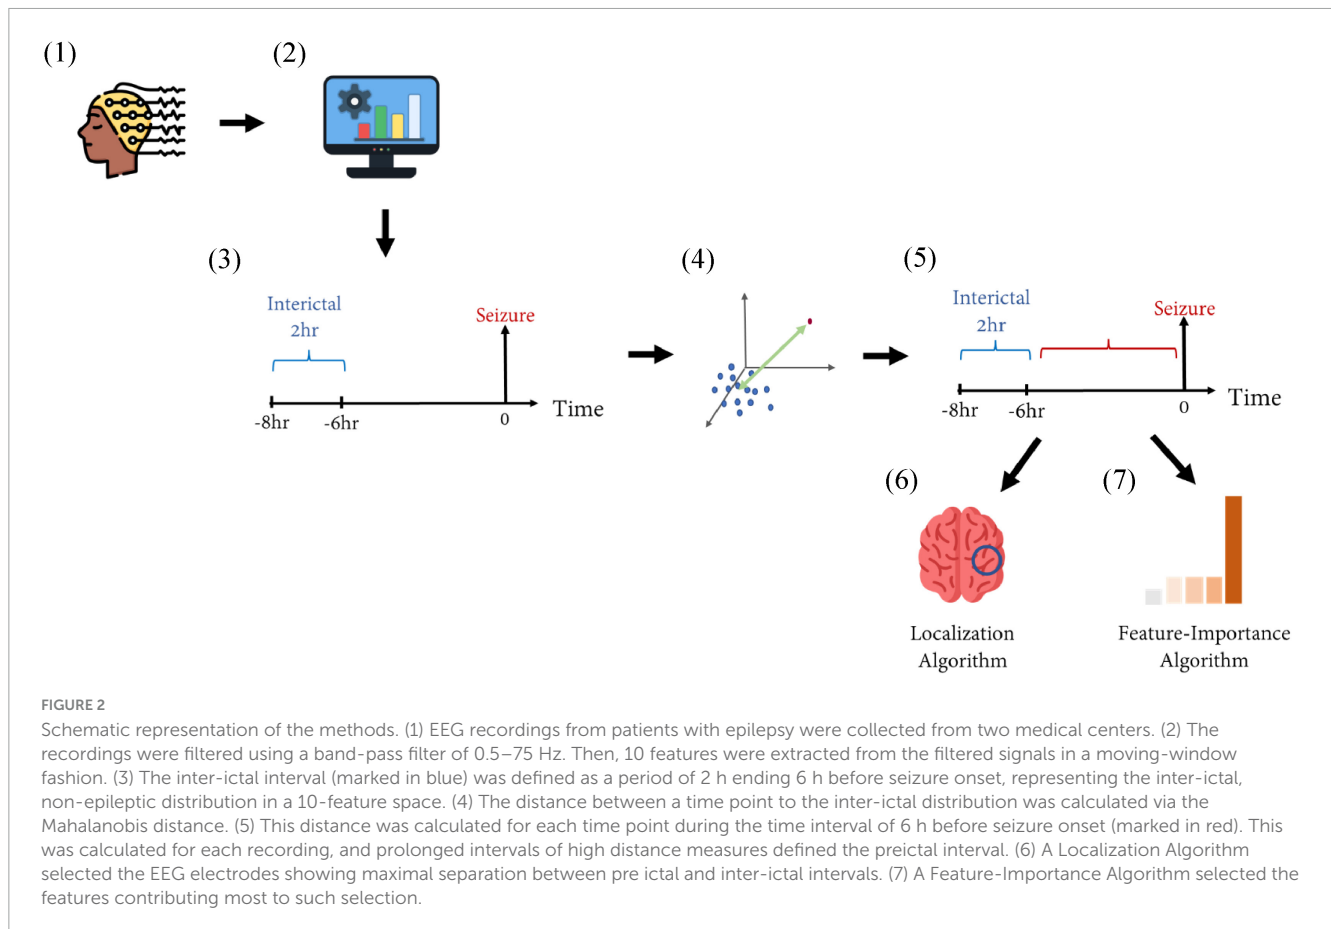 (1)
(2)
(3)
Interictal
2hr
Seizure
-8hr
-6hr
0
Time
(4)
(5)
Interictal
2hr
Seizure
-8hr
-6hr
0
Time
(6)
Localization
Algorithm
(7)
Feature-Importance
Algorithm
FIGURE 2
Schematic representation of the methods. (1) EEG recordings from patients with epilepsy were collected from two medical centers. (2) The
recordings were filtered using a band-pass filter of 0.5–75 Hz. Then, 10 features were extracted from the filtered signals in a moving-window
fashion. (3) The inter-ictal interval (marked in blue) was defined as a period of 2 h ending 6 h before seizure onset, representing the inter-ictal,
non-epileptic distribution in a 10-feature space. (4) The distance between a time point to the inter-ictal distribution was calculated via the
Mahalanobis distance. (5) This distance was calculated for each time point during the time interval of 6 h before seizure onset (marked in red). This
was calculated for each recording, and prolonged intervals of high distance measures defined the preictal interval. (6) A Localization Algorithm
selected the EEG electrodes showing maximal separation between pre ictal and inter-ictal intervals. (7) A Feature-Importance Algorithm selected the
features contributing most to such selection.